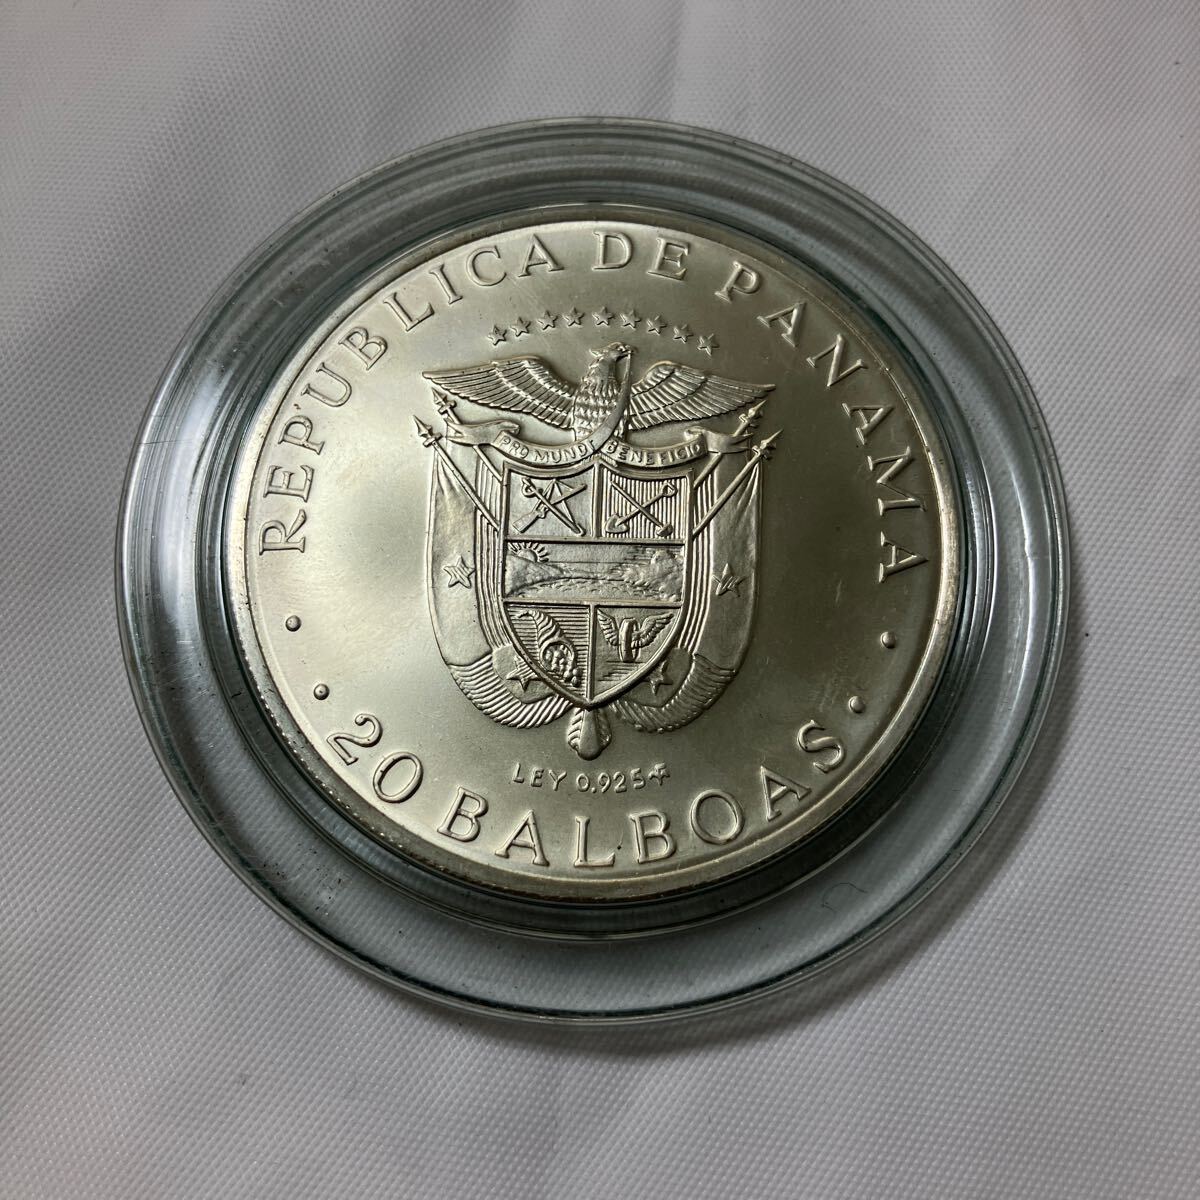 REPUBLICA DE PANAMA
PRO MUNDI BENEFICIO
LEY 0.925
· 20 BALBOAS ·